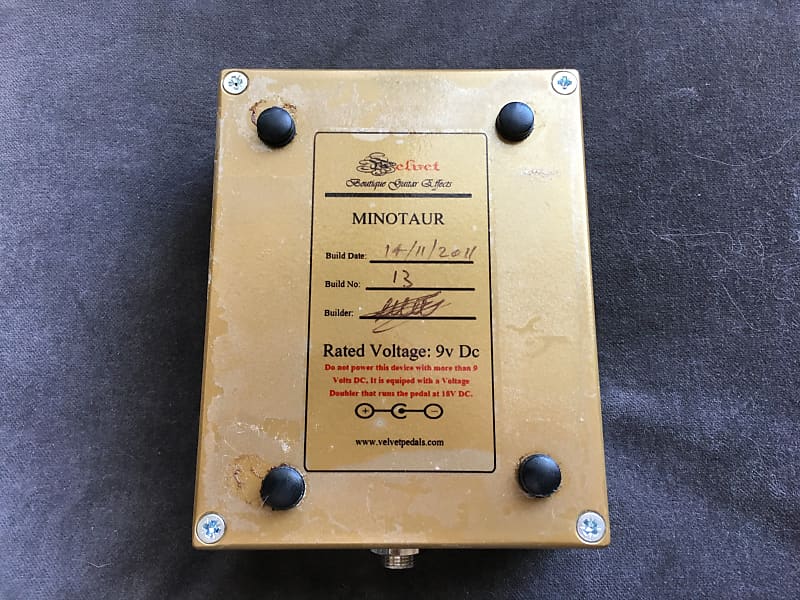 Velvet
Boutique Guitar Effects
MINOTAUR
Build Date: 14/11/2011
Build No: 13
Builder:
Rated Voltage: 9v Dc
Do not power this device with more than 9
Volts DC, It is equiped with a Voltage
Doubler that runs the pedal at 18V DC.
+ -
www.velvetpedals.com